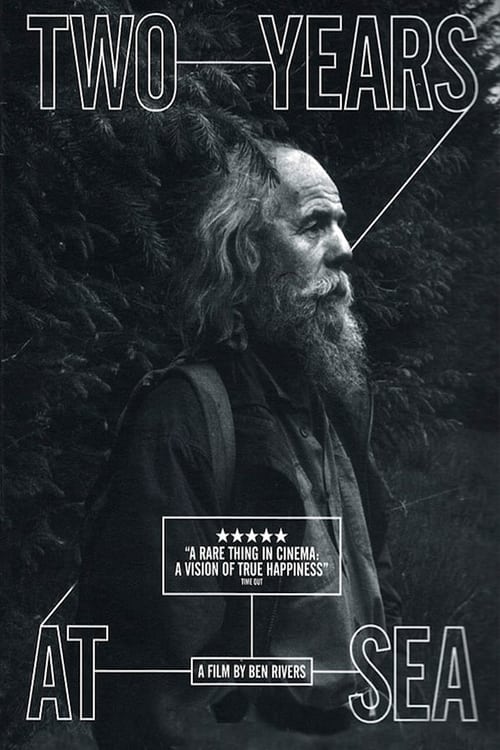 TWO YEARS
★★★★★
"A RARE THING IN CINEMA:
A VISION OF TRUE HAPPINESS"
TIME OUT
A FILM BY BEN RIVERS
AT SEA